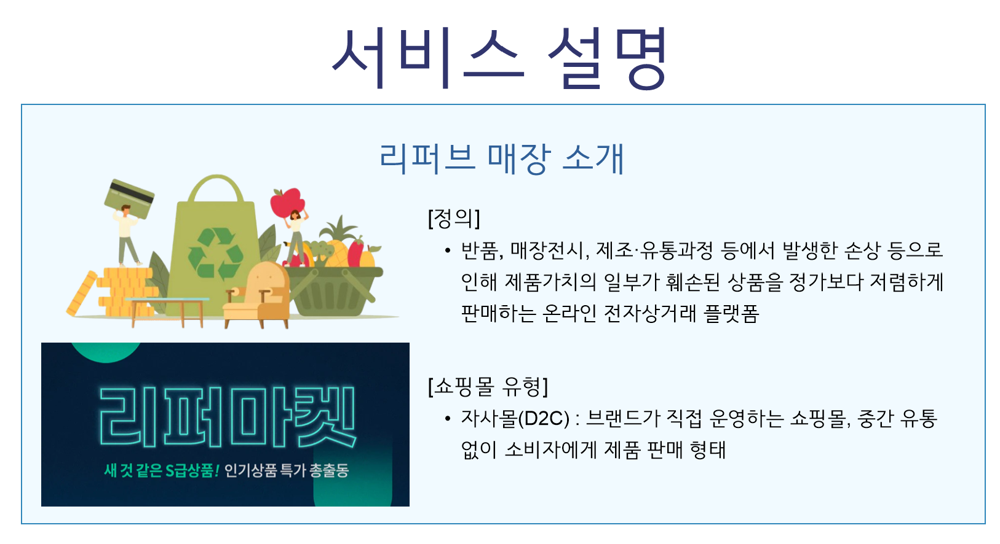 서비스 설명
리퍼브 매장 소개
[정의]
• 반품, 매장전시, 제조·유통과정 등에서 발생한 손상 등으로
인해 제품가치의 일부가 훼손된 상품을 정가보다 저렴하게
판매하는 온라인 전자상거래 플랫폼
[쇼핑몰 유형]
• 자사몰(D2C) : 브랜드가 직접 운영하는 쇼핑몰, 중간 유통
없이 소비자에게 제품 판매 형태
리퍼마켓
새 것 같은 S급상품! 인기상품 특가 총출동